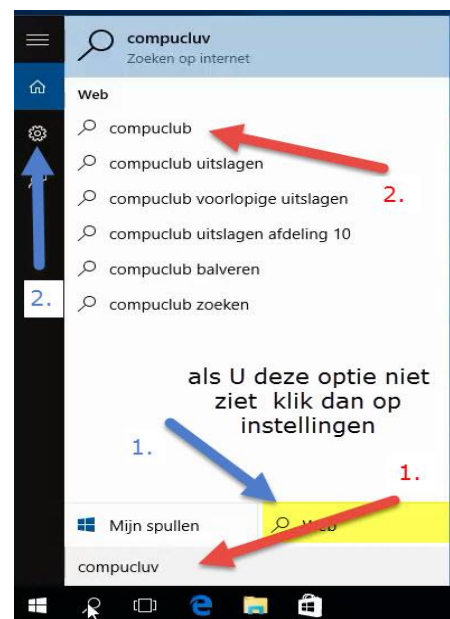 compucluv
Zoeken op internet
Web
compuclub
compuclub uitslagen
2.
compuclub voorlopige uitslagen
compuclub uitslagen afdeling 10
compuclub balveren
2.
compuclub zoeken
als U deze optie niet
ziet klik dan op
instellingen
1.
1.
Mijn spullen
Web
compucluv